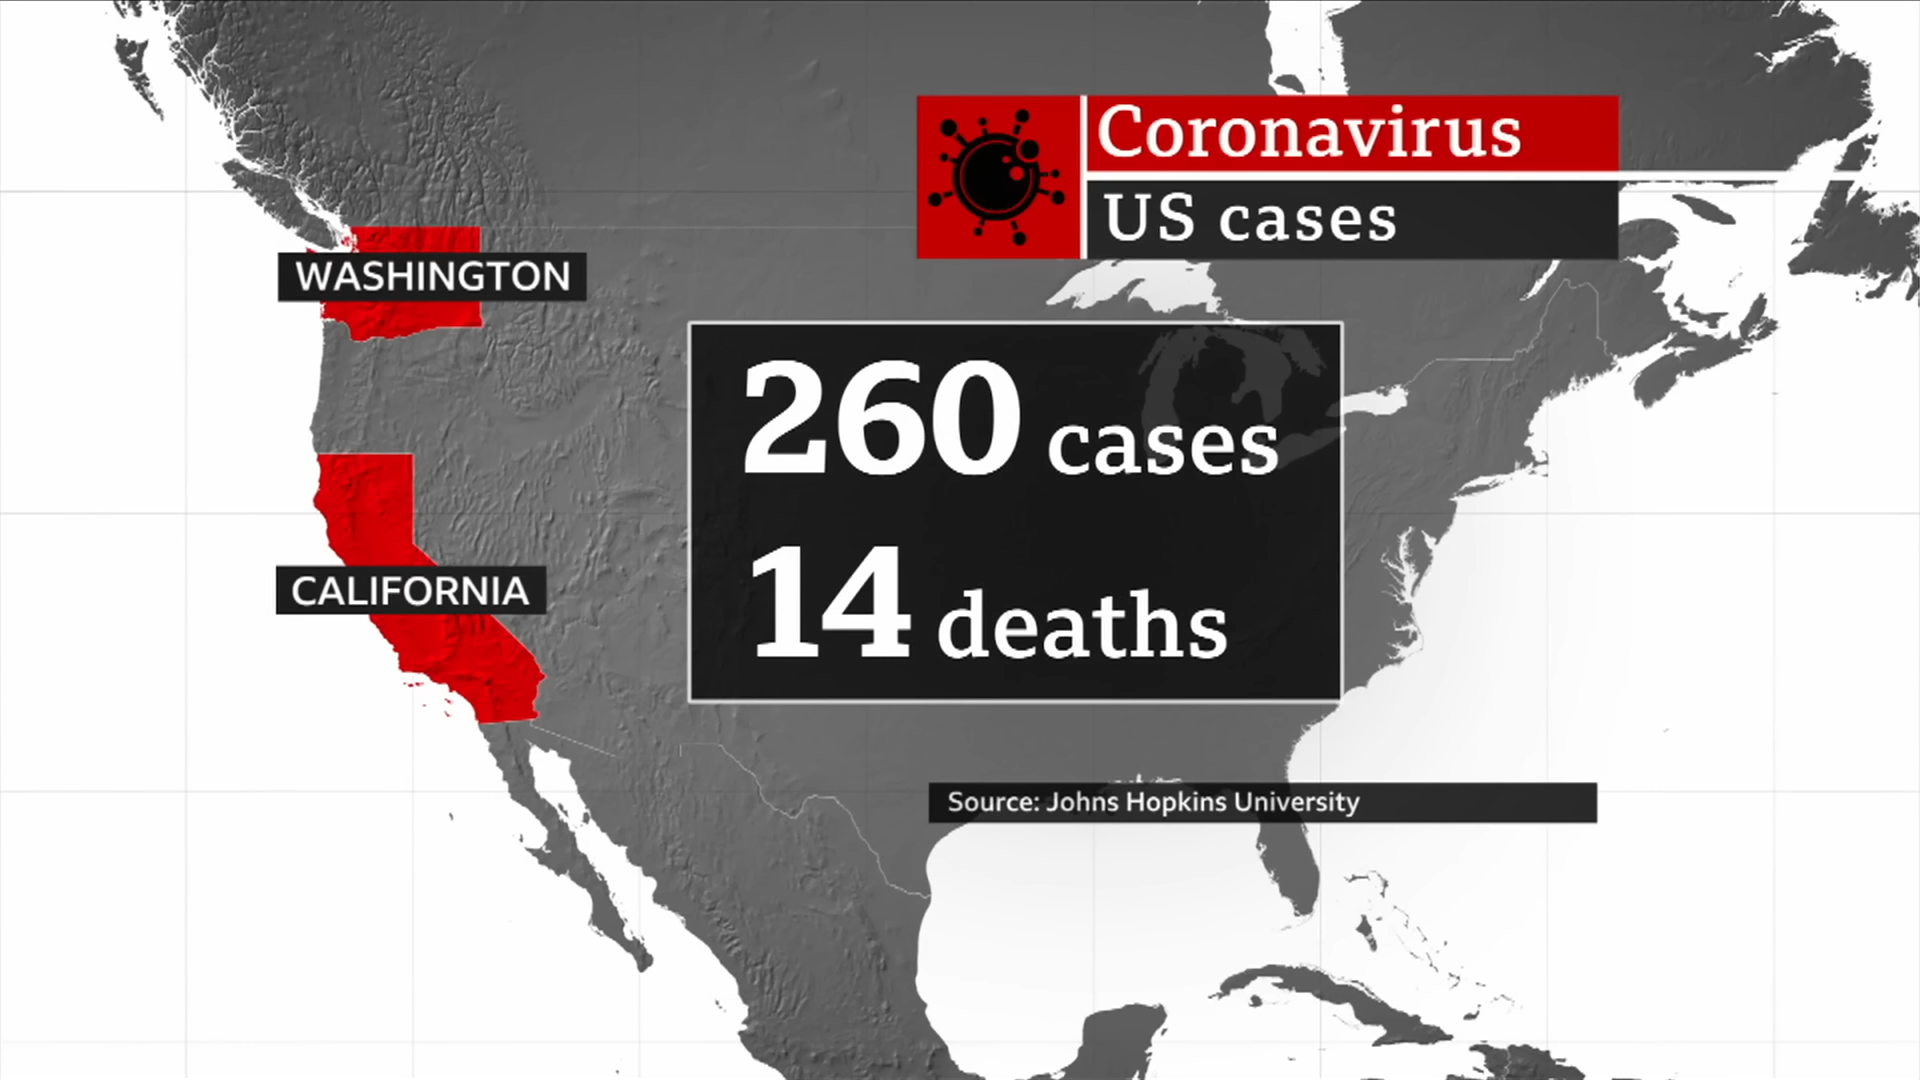 Coronavirus
US cases
WASHINGTON
260 cases
14 deaths
CALIFORNIA
Source: Johns Hopkins University